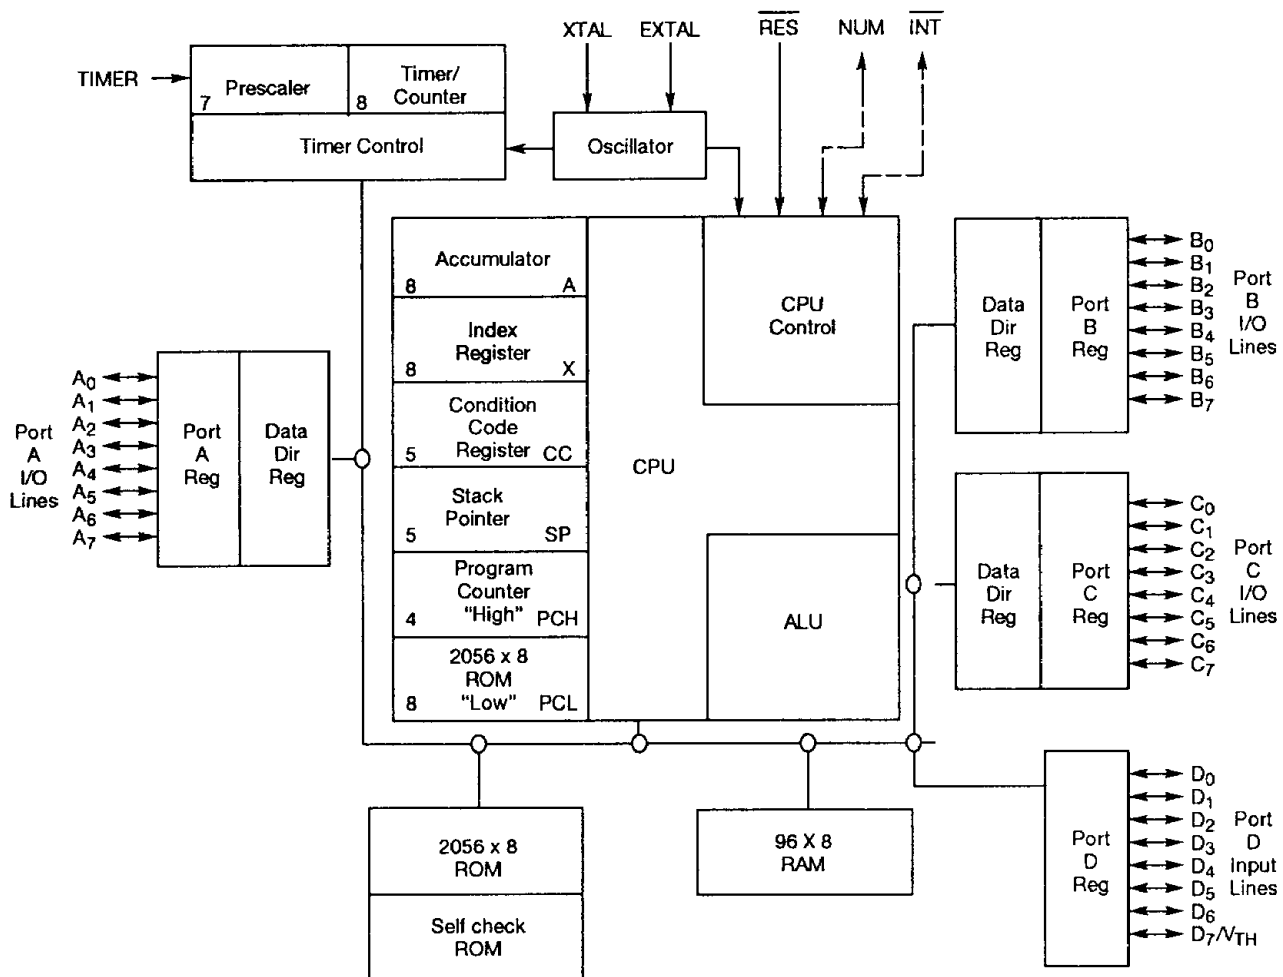 XTAL EXTAL RES NUM INT
TIMER
Prescaler
7
Timer/
Counter
8
Timer Control
Oscillator
Accumulator
8 A
Index
Register
8 X
Condition
Code
Register
5 CC
Stack
Pointer
5 SP
Program
Counter
"High"
4 PCH
2056 x 8
ROM
"Low"
8 PCL
CPU
CPU
Control
ALU
Port
A
I/O
Lines
A0
A1
A2
A3
A4
A5
A6
A7
Port
A
Reg
Data
Dir
Reg
Data
Dir
Reg
Port
B
Reg
B0
B1
B2
B3
B4
B5
B6
B7
Port
B
I/O
Lines
Data
Dir
Reg
Port
C
Reg
C0
C1
C2
C3
C4
C5
C6
C7
Port
C
I/O
Lines
Port
D
Reg
D0
D1
D2
D3
D4
D5
D6
D7/VTH
Port
D
Input
Lines
2056 x 8
ROM
Self check
ROM
96 X 8
RAM